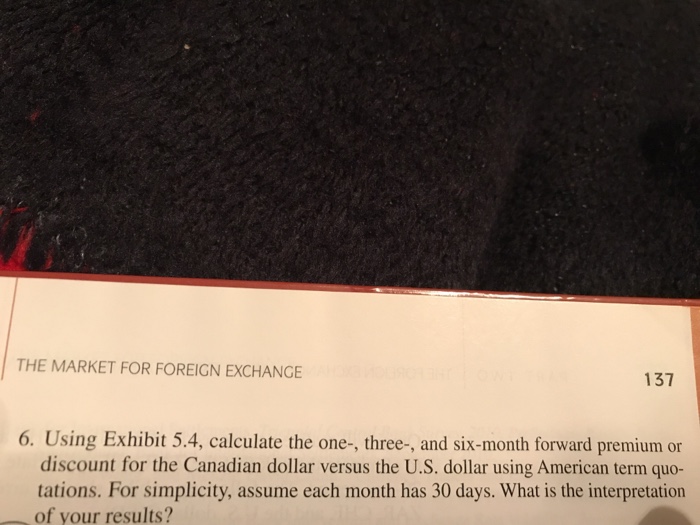 THE MARKET FOR FOREIGN EXCHANGE
137
6. Using Exhibit 5.4, calculate the one-, three-, and six-month forward premium or
discount for the Canadian dollar versus the U.S. dollar using American term quo-
tations. For simplicity, assume each month has 30 days. What is the interpretation
of your results?